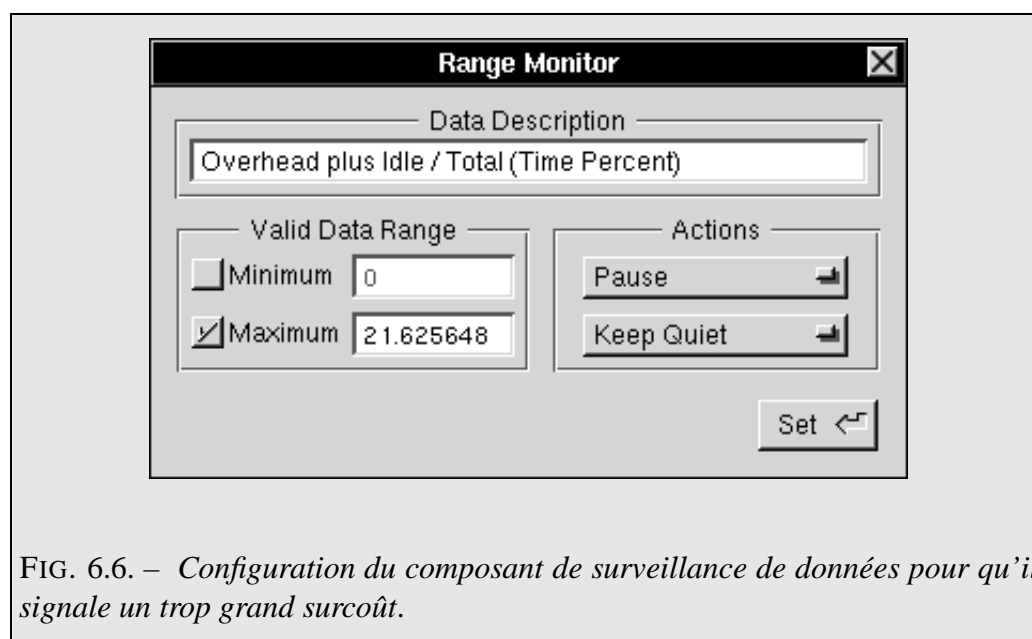 Range Monitor
Data Description
Overhead plus Idle / Total (Time Percent)
Valid Data Range
Minimum 0
Maximum 21.625648
Actions
Pause
Keep Quiet
Set
FIG. 6.6. – Configuration du composant de surveillance de données pour qu'il
signale un trop grand surcoût.